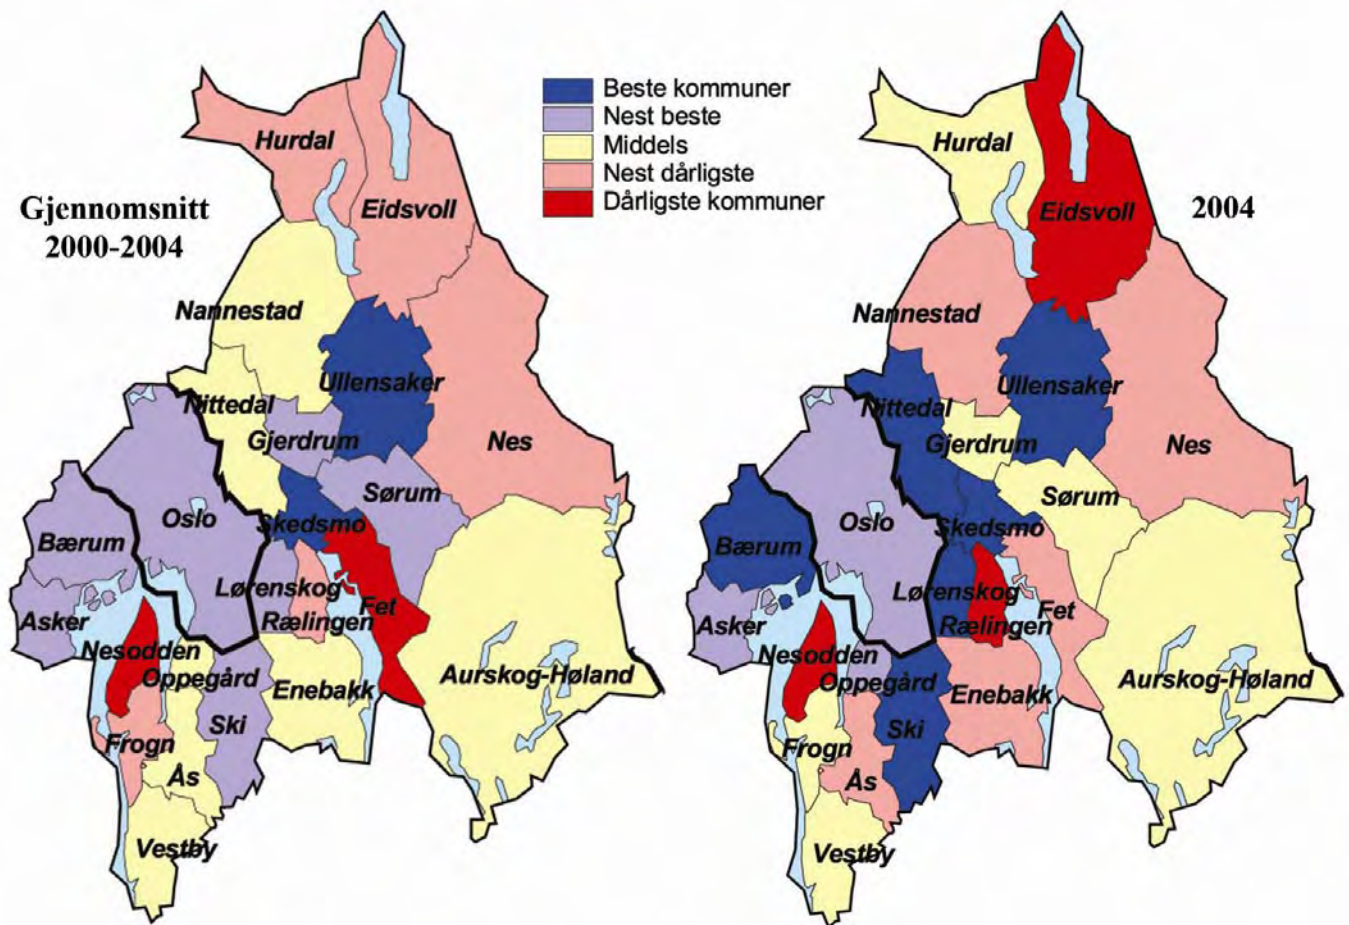 Gjennomsnitt
2000-2004
Hurdal
Eidsvoll
Nannestad
Ullensaker
Nittedal
Gjerdrum
Nes
Sørum
Oslo
Skedsmo
Bærum
Lørenskog
Fet
Asker
Rælingen
Nesodden
Oppegård
Enebakk
Aurskog-Høland
Ski
Frogn
Ås
Vestby
Beste kommuner
Nest beste
Middels
Nest dårligste
Dårligste kommuner
2004
Hurdal
Eidsvoll
Nannestad
Ullensaker
Nittedal
Gjerdrum
Nes
Sørum
Oslo
Skedsmo
Bærum
Lørenskog
Fet
Asker
Rælingen
Nesodden
Oppegård
Enebakk
Aurskog-Høland
Ski
Frogn
Ås
Vestby